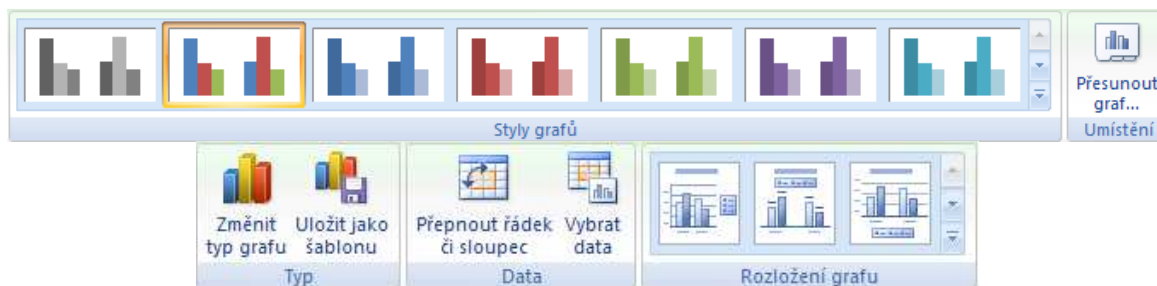 Přesunout
graf...
Styly grafů
Umístění
Změnit
typ grafu
Uložit jako
šablonu
Přepnout řádek
či sloupec
Vybrat
data
Typ
Data
Rozložení grafu